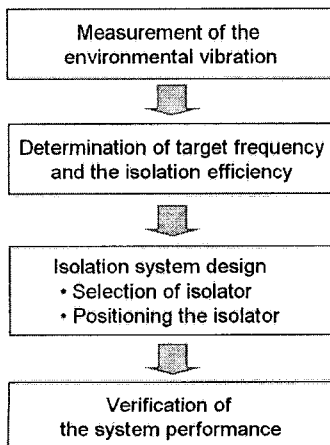 Measurement of the
environmental vibration
Determination of target frequency
and the isolation efficiency
Isolation system design
• Selection of isolator
• Positioning the isolator
Verification of
the system performance